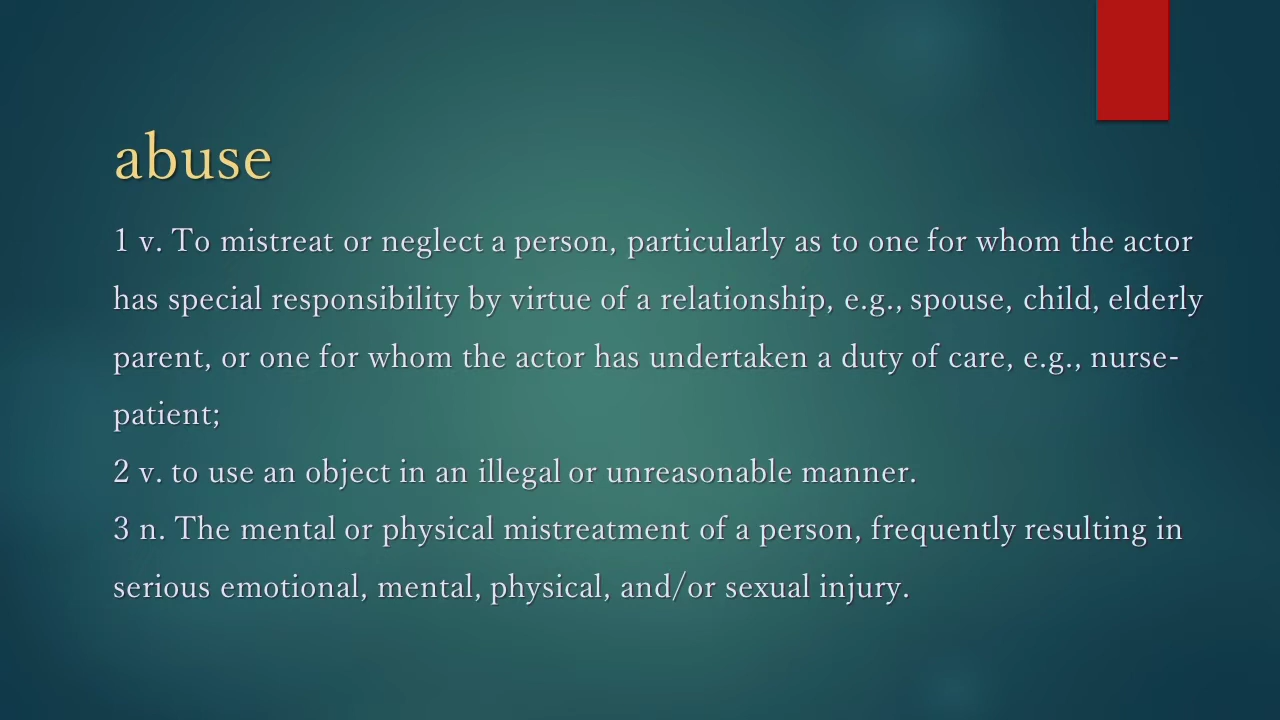 abuse
1 v. To mistreat or neglect a person, particularly as to one for whom the actor
has special responsibility by virtue of a relationship, e.g., spouse, child, elderly
parent, or one for whom the actor has undertaken a duty of care, e.g., nurse-
patient;
2 v. to use an object in an illegal or unreasonable manner.
3 n. The mental or physical mistreatment of a person, frequently resulting in
serious emotional, mental, physical, and/or sexual injury.